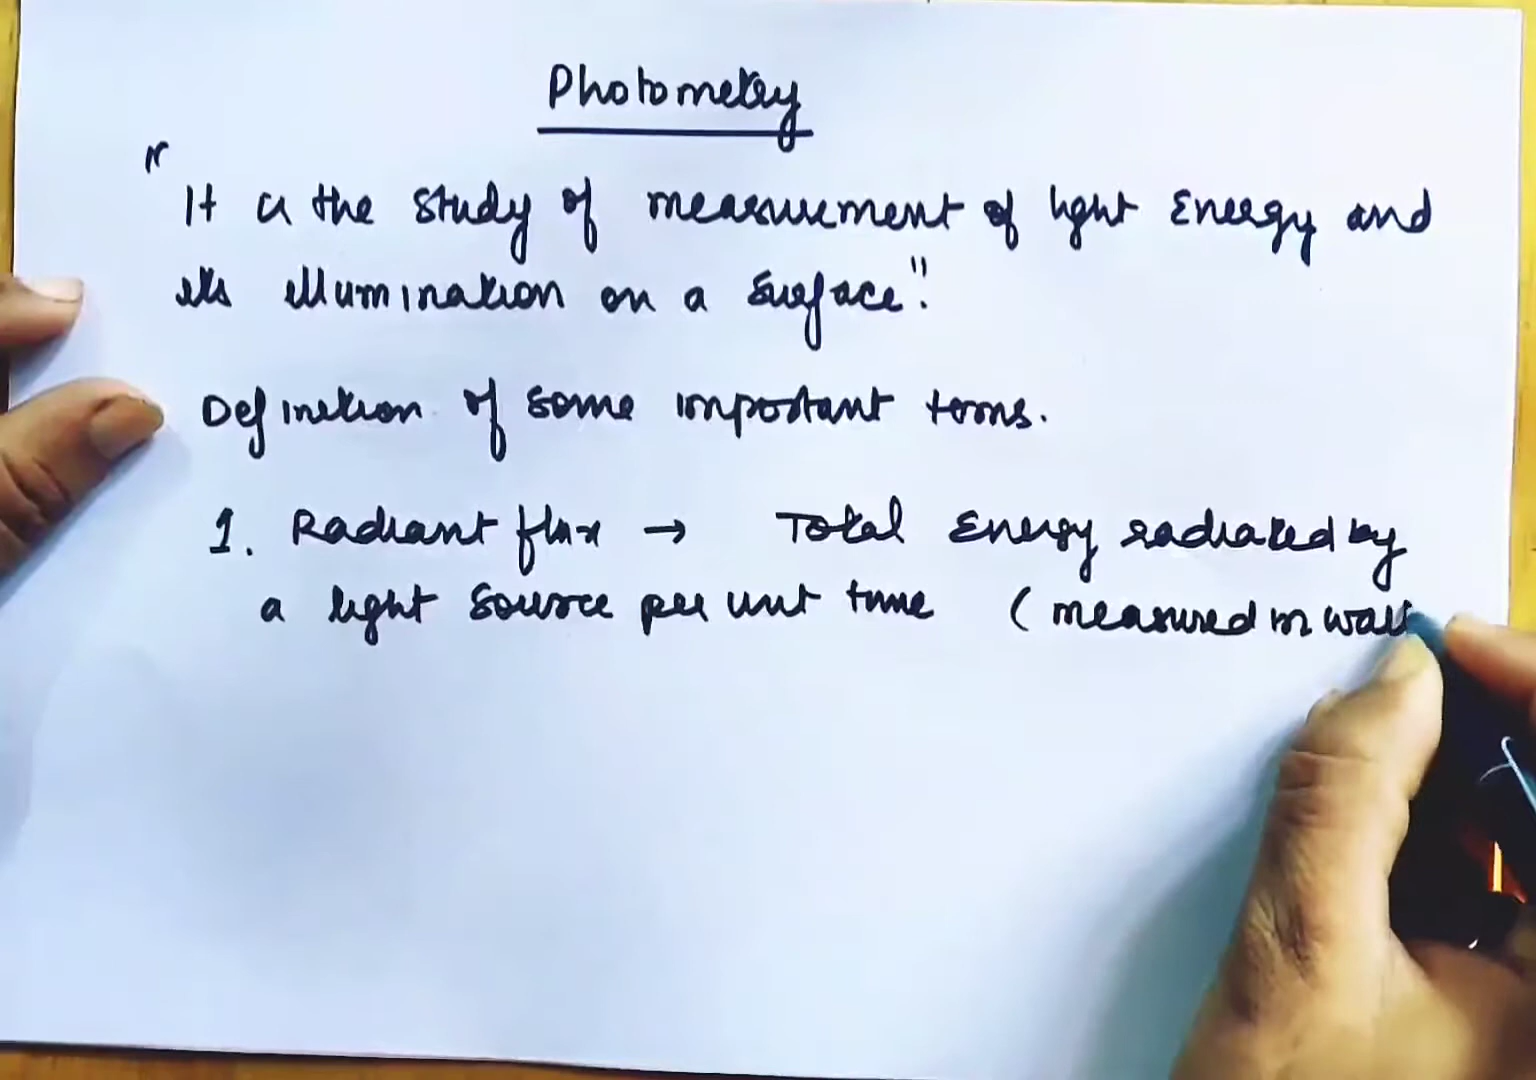 Photometry
" It is the study of measurement of light Energy and
its illumination on a surface".
Definition of some important terms.
1. Radiant flux → Total Energy radiated by
a light source per unit time (measured in watt